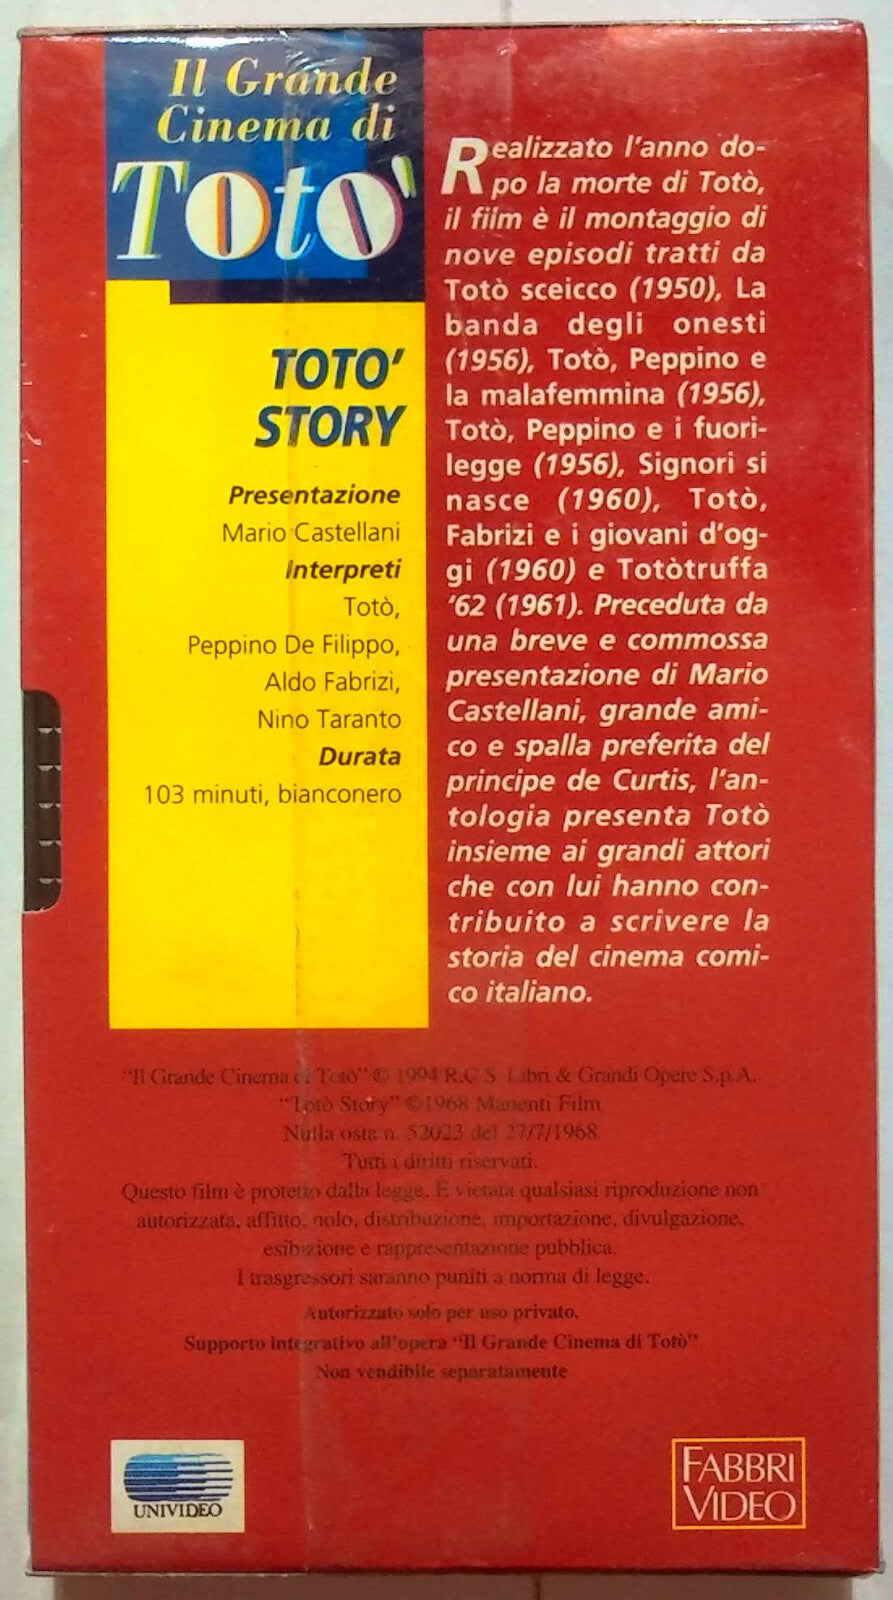 Il Grande
Cinema di
Totò
TOTO'
STORY
Presentazione
Mario Castellani
Interpreti
Totò,
Peppino De Filippo,
Aldo Fabrizi,
Nino Taranto
Durata
103 minuti, bianconero
Realizzato l'anno do-
po la morte di Totò,
il film è il montaggio di
nove episodi tratti da
Totò sceicco (1950), La
banda degli onesti
(1956), Totò, Peppino e
la malafemmina (1956),
Totò, Peppino e i fuori-
legge (1956), Signori si
nasce (1960), Totò,
Fabrizi e i giovani d'og-
gi (1960) e Totòtruffa
'62 (1961). Preceduta da
una breve e commossa
presentazione di Mario
Castellani, grande ami-
co e spalla preferita del
principe de Curtis, l'an-
tologia presenta Totò
insieme ai grandi attori
che con lui hanno con-
tribuito a scrivere la
storia del cinema comi-
co italiano.
"Il Grande Cinema di Totò" © 1994 R.C.S. Libri & Grandi Opere S.p.A.
"Totò Story" ©1968 Manenti Film
Nulla osta n. 52023 del 27/7/1968
Tutti i diritti riservati.
Questo film è protetto dalla legge. È vietata qualsiasi riproduzione non
autorizzata, affitto, nolo, distribuzione, importazione, divulgazione,
esibizione e rappresentazione pubblica.
I trasgressori saranno puniti a norma di legge.
Autorizzato solo per uso privato.
Supporto integrativo all'opera "Il Grande Cinema di Totò"
Non vendibile separatamente
UNIVIDEO
FABBRI
VIDEO